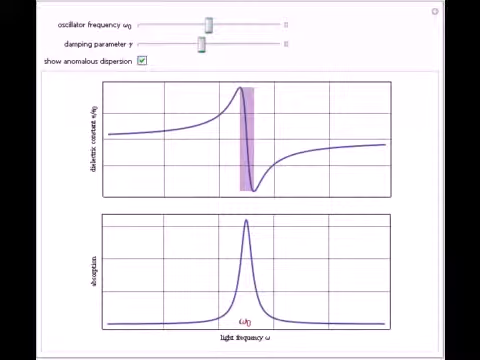 oscillator frequency ω0
damping parameter γ
show anomalous dispersion
dielectric constant ϵ/ϵ0
absorption
ω0
light frequency ω